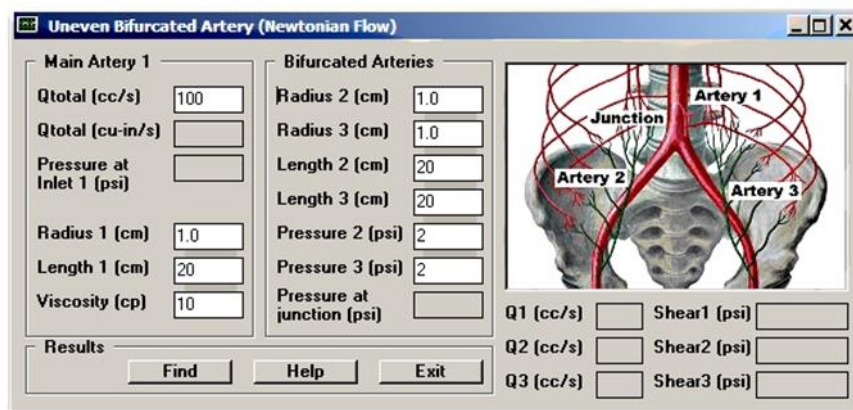 Uneven Bifurcated Artery (Newtonian Flow)
Main Artery 1
Qtotal (cc/s) 100
Qtotal (cu-in/s)
Pressure at
Inlet 1 (psi)
Radius 1 (cm) 1.0
Length 1 (cm) 20
Viscosity (cp) 10
Bifurcated Arteries
Radius 2 (cm) 1.0
Radius 3 (cm) 1.0
Length 2 (cm) 20
Length 3 (cm) 20
Pressure 2 (psi) 2
Pressure 3 (psi) 2
Pressure at
junction (psi)
Artery 1
Junction
Artery 2
Artery 3
Q1 (cc/s) Shear1 (psi)
Q2 (cc/s) Shear2 (psi)
Q3 (cc/s) Shear3 (psi)
Results
Find Help Exit